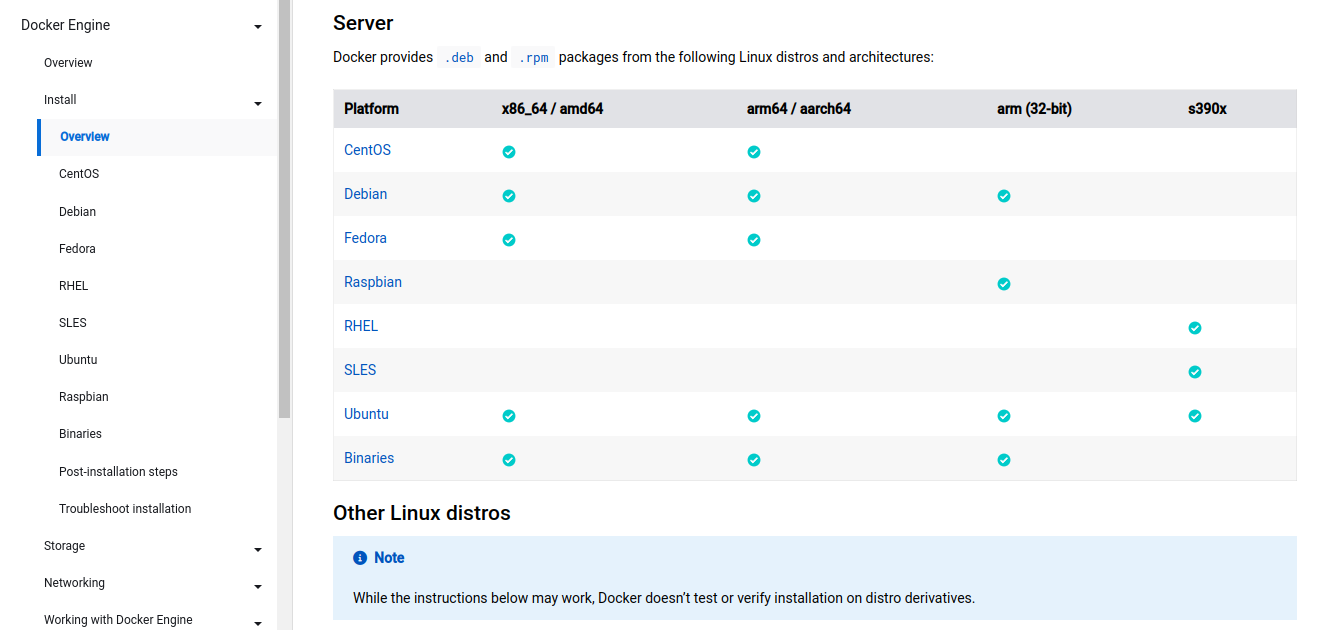 Docker Engine
Overview
Install
Overview
CentOS
Debian
Fedora
RHEL
SLES
Ubuntu
Raspbian
Binaries
Post-installation steps
Troubleshoot installation
Storage
Networking
Working with Docker Engine
Server
Docker provides .deb and .rpm packages from the following Linux distros and architectures:
Platform x86_64 / amd64 arm64 / aarch64 arm (32-bit) s390x
CentOS
Debian
Fedora
Raspbian
RHEL
SLES
Ubuntu
Binaries
Other Linux distros
Note
While the instructions below may work, Docker doesn’t test or verify installation on distro derivatives.